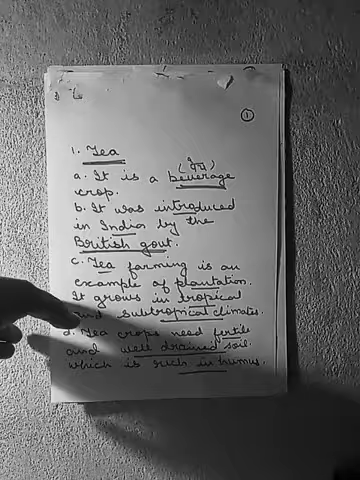 ①
1. Tea
(पेय)
a. It is a beverage
crop.
b. It was introduced
in India by the
British gout.
c. Tea farming is an
example of plantation.
It grows in tropical
and subtropical climates.
d. Tea crops need fertile
and well drained soil
which is rich in humus.